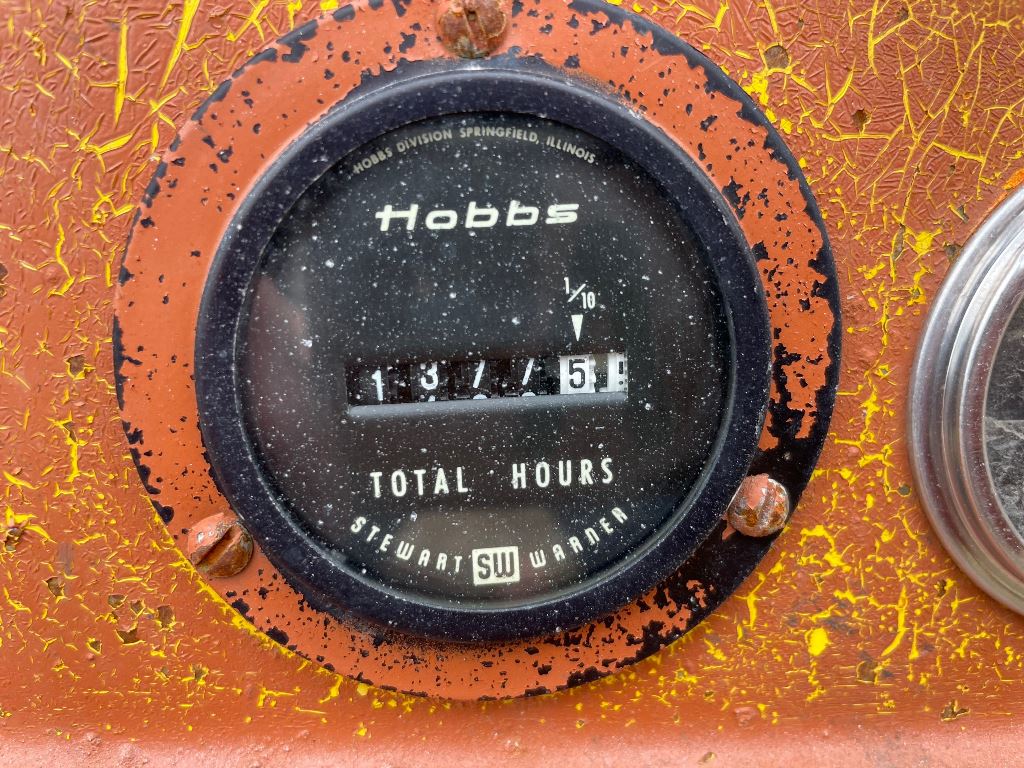 HOBBS DIVISION SPRINGFIELD, ILLINOIS
Hobbs
1/10
1 3 7 7 5
TOTAL HOURS
STEWART SW WARNER